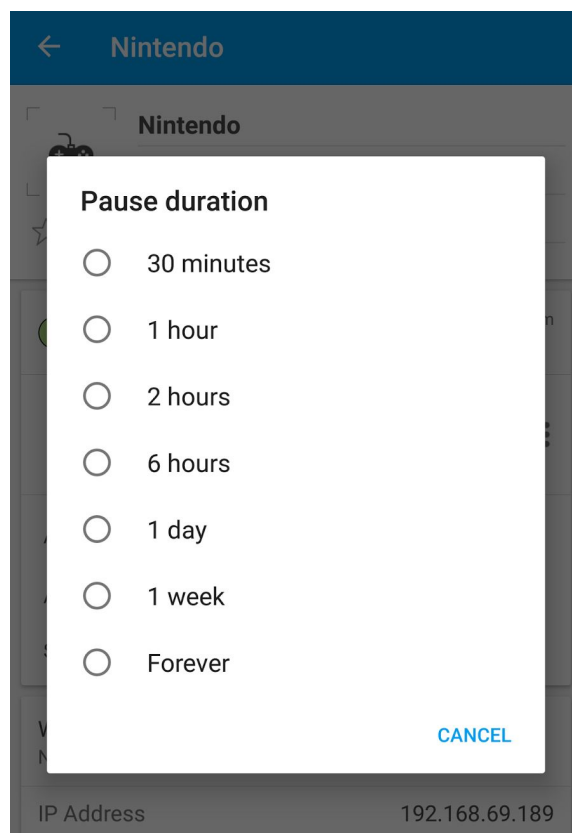 Nintendo
Nintendo
Pause duration
30 minutes
1 hour
m
2 hours
6 hours
1 day
1 week
Forever
CANCEL
IP Address 192.168.69.189